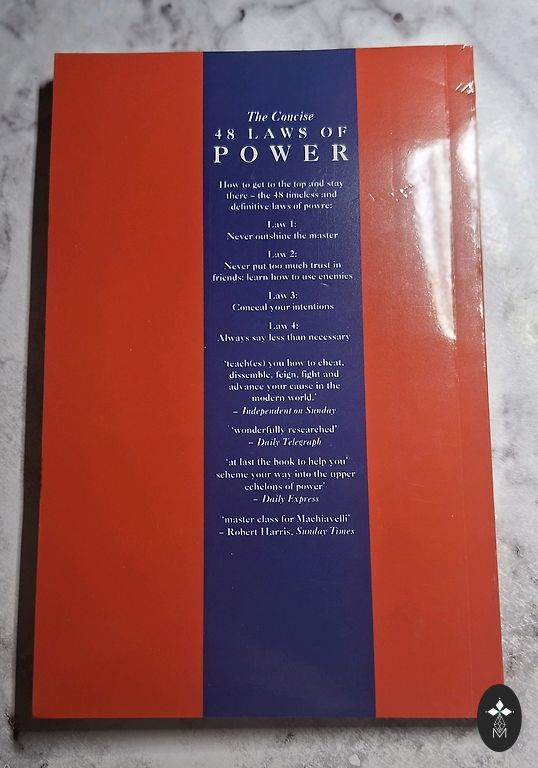 The Concise
48 LAWS OF
POWER
How to get to the top and stay
there – the 48 timeless and
definitive laws of powre:
Law 1:
Never outshine the master
Law 2:
Never put too much trust in
friends: learn how to use enemies
Law 3:
Conceal your intentions
Law 4:
Always say less than necessary
'teach(es) you how to cheat,
dissemble, feign, fight and
advance your cause in the
modern world.'
– Independent on Sunday
'wonderfully researched'
– Daily Telegraph
'at last the book to help you'
scheme your way into the upper
echelons of power'
– Daily Express
'master class for Machiavelli'
– Robert Harris, Sunday Times
M